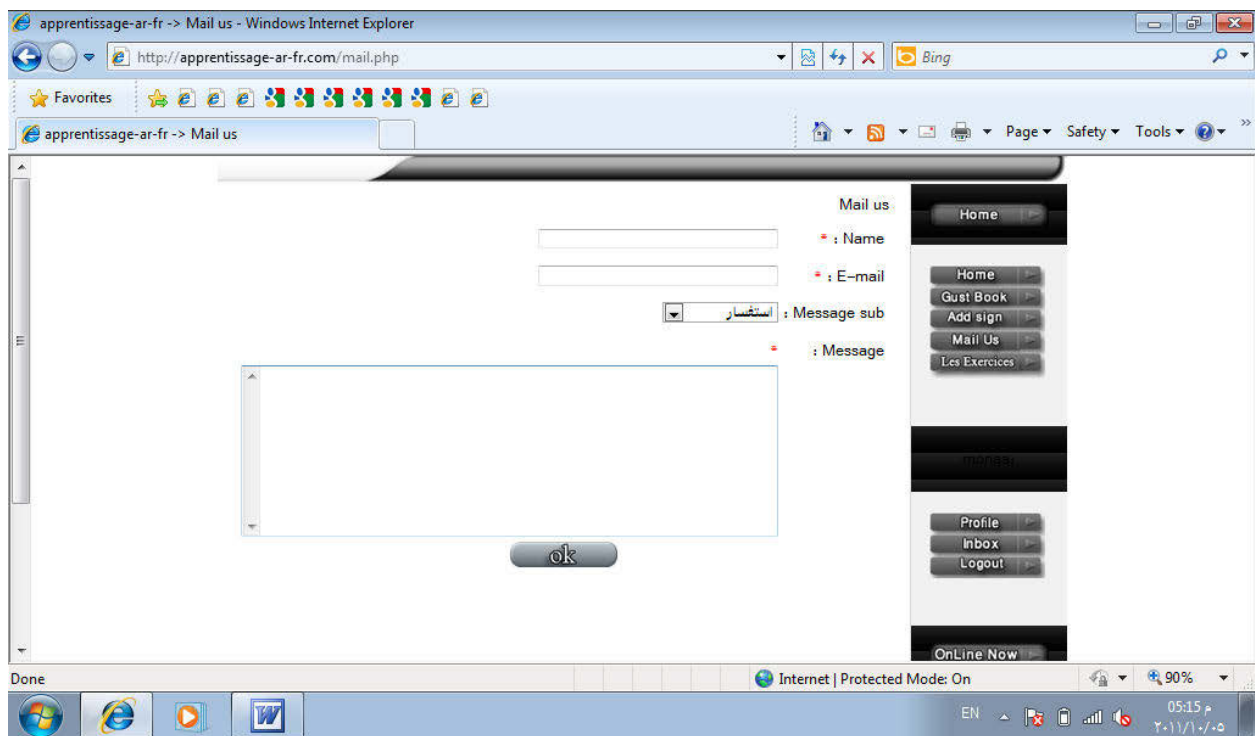 apprentissage-ar-fr -> Mail us - Windows Internet Explorer
http://apprentissage-ar-fr.com/mail.php
Bing
Favorites
apprentissage-ar-fr -> Mail us
Page Safety Tools
Mail us
* : Name
* : E-mail
استفسار : Message sub
* : Message
ok
Home
Home
Gust Book
Add sign
Mail Us
Les Exercices
Profile
Inbox
Logout
OnLine Now
Done
Internet | Protected Mode: On
90%
EN
05:15 م
٢٠١١/١٠/٠٥